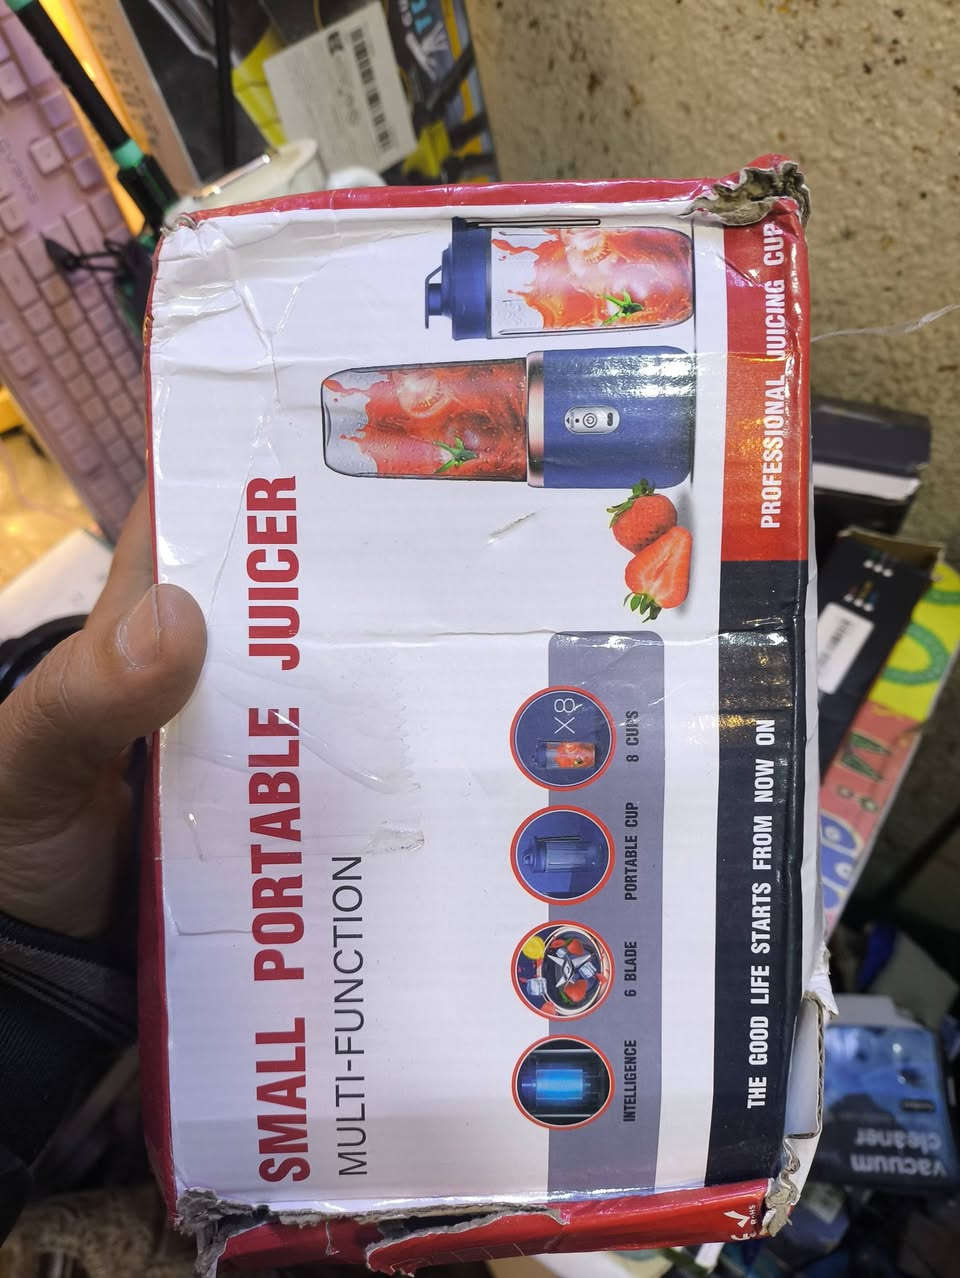 SMALL PORTABLE JUICER
MULTI-FUNCTION
INTELLIGENCE
6 BLADE
PORTABLE CUP
X8
8 CUPS
THE GOOD LIFE STARTS FROM NOW ON
PROFESSIONAL JUICING CUP
RoHS
vacuum
cleaner